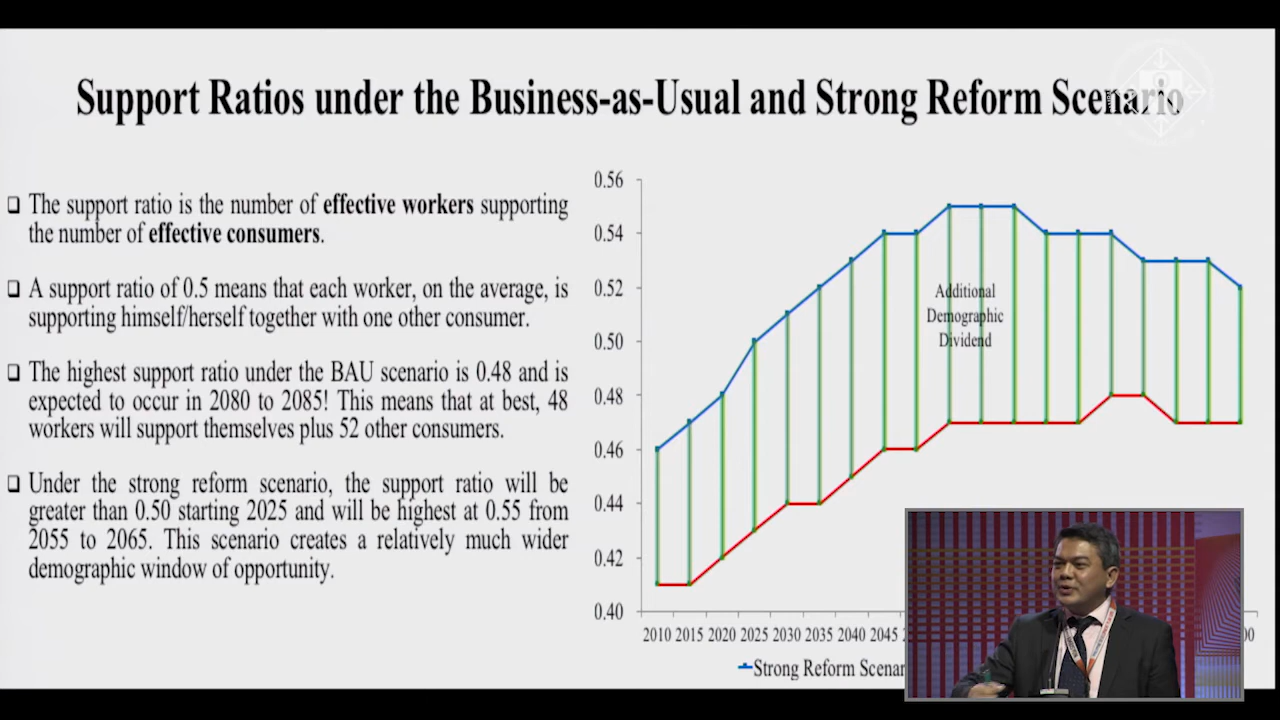 Support Ratios under the Business-as-Usual and Strong Reform Scenario
❑ The support ratio is the number of effective workers supporting
the number of effective consumers.
❑ A support ratio of 0.5 means that each worker, on the average, is
supporting himself/herself together with one other consumer.
❑ The highest support ratio under the BAU scenario is 0.48 and is
expected to occur in 2080 to 2085! This means that at best, 48
workers will support themselves plus 52 other consumers.
❑ Under the strong reform scenario, the support ratio will be
greater than 0.50 starting 2025 and will be highest at 0.55 from
2055 to 2065. This scenario creates a relatively much wider
demographic window of opportunity.
0.56
0.54
0.52
0.50
0.48
0.46
0.44
0.42
0.40
Additional
Demographic
Dividend
2010 2015 2020 2025 2030 2035 2040 2045
Strong Reform